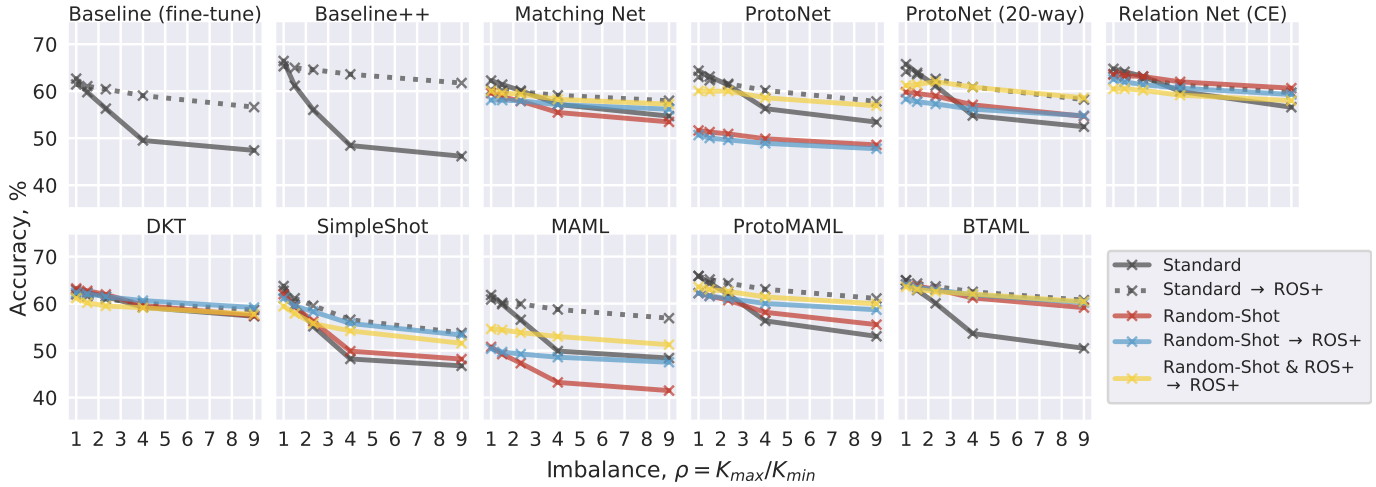 Baseline (fine-tune) Baseline++ Matching Net ProtoNet ProtoNet (20-way) Relation Net (CE)
70
60
50
40
DKT SimpleShot MAML ProtoMAML BTAML
70
60
50
40
Accuracy, %
1 2 3 4 5 6 7 8 9 1 2 3 4 5 6 7 8 9 1 2 3 4 5 6 7 8 9 1 2 3 4 5 6 7 8 9 1 2 3 4 5 6 7 8 9
Imbalance, ρ = K_max/K_min
Standard
Standard → ROS+
Random-Shot
Random-Shot → ROS+
Random-Shot & ROS+
→ ROS+